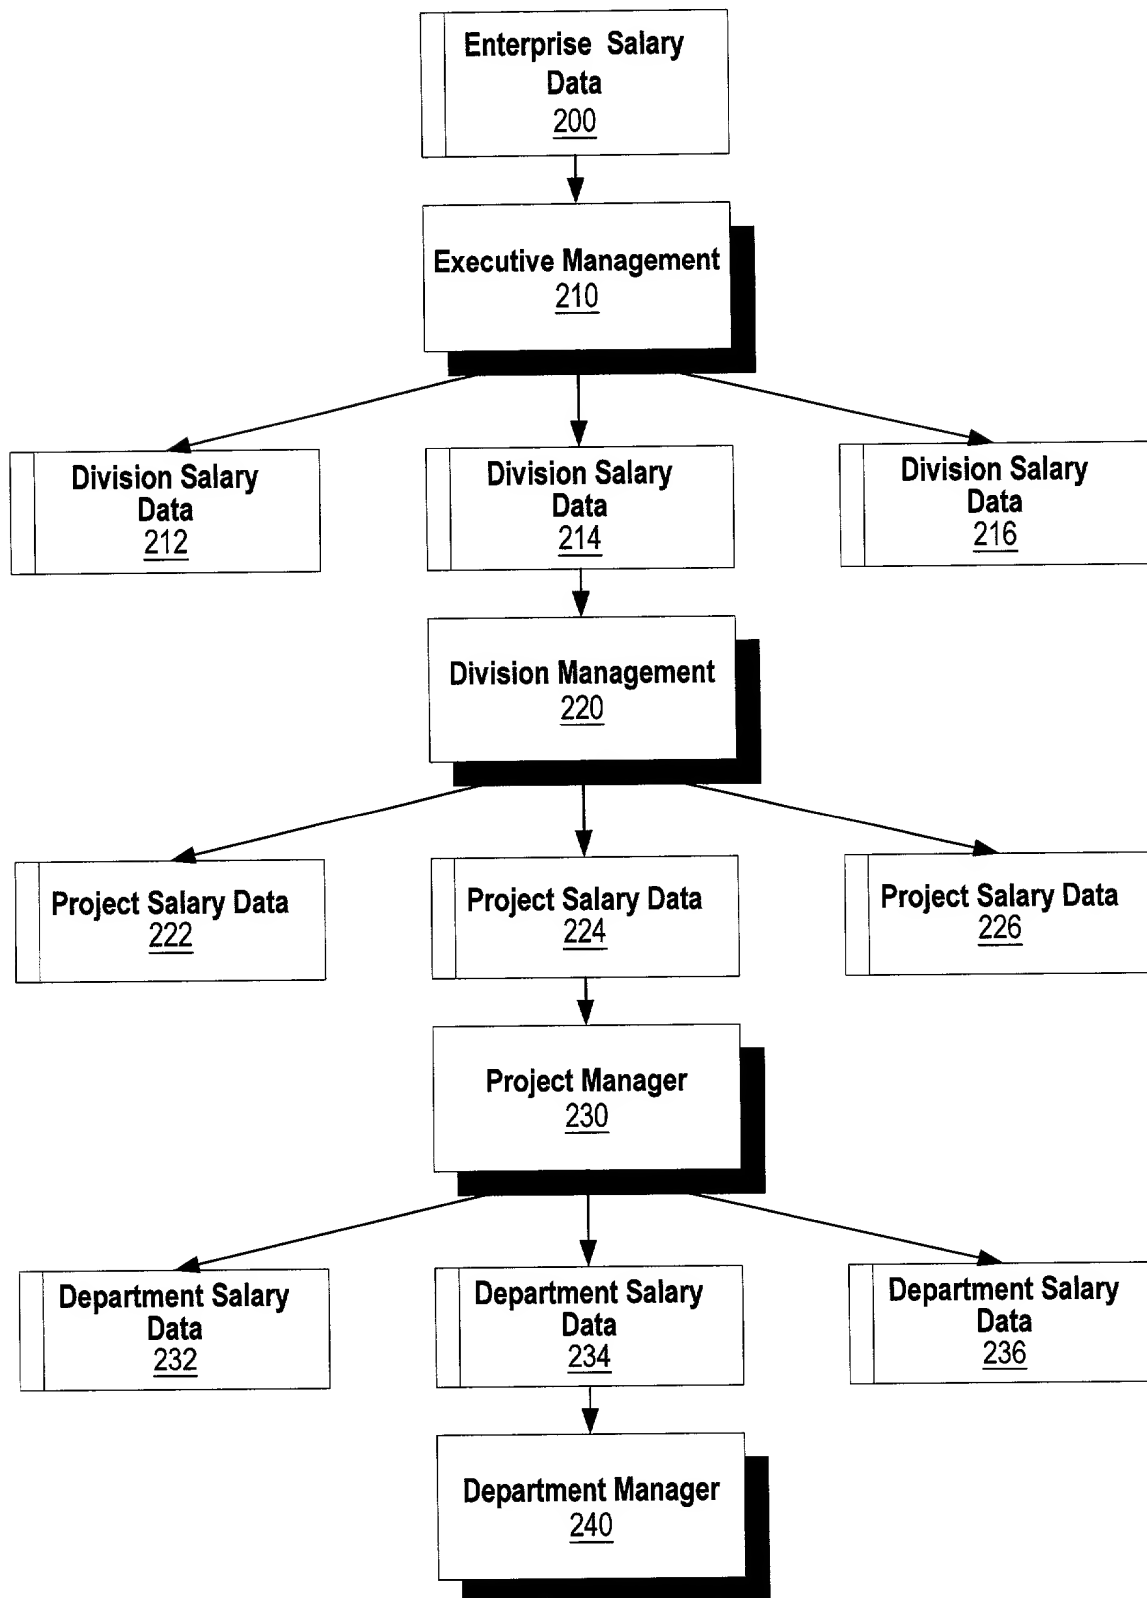 Enterprise Salary
Data
200
Executive Management
210
Division Salary
Data
212
Division Salary
Data
214
Division Salary
Data
216
Division Management
220
Project Salary Data
222
Project Salary Data
224
Project Salary Data
226
Project Manager
230
Department Salary
Data
232
Department Salary
Data
234
Department Salary
Data
236
Department Manager
240